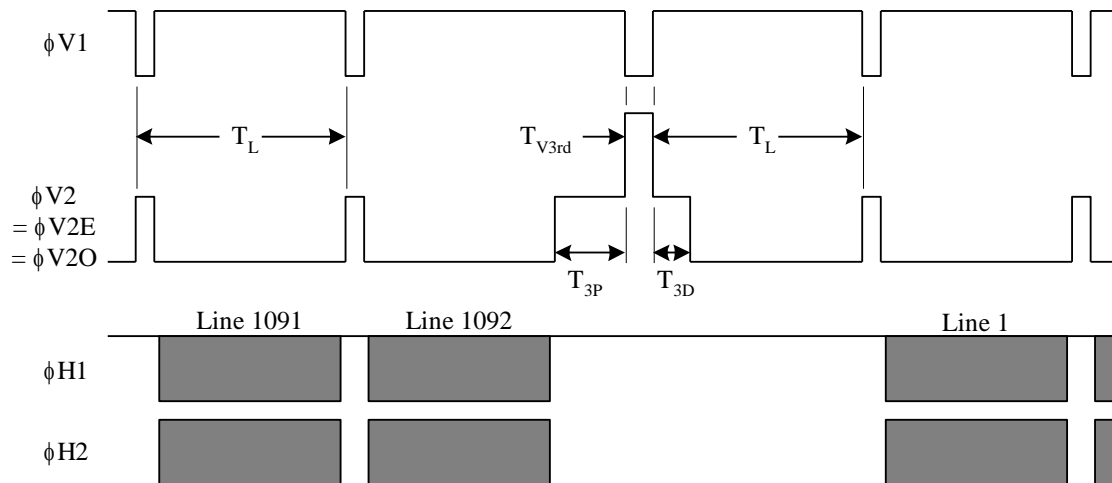 ϕV1
T_L
T_V3rd
T_L
ϕV2
= ϕV2E
= ϕV2O
T_3P
T_3D
Line 1091
Line 1092
Line 1
ϕH1
ϕH2